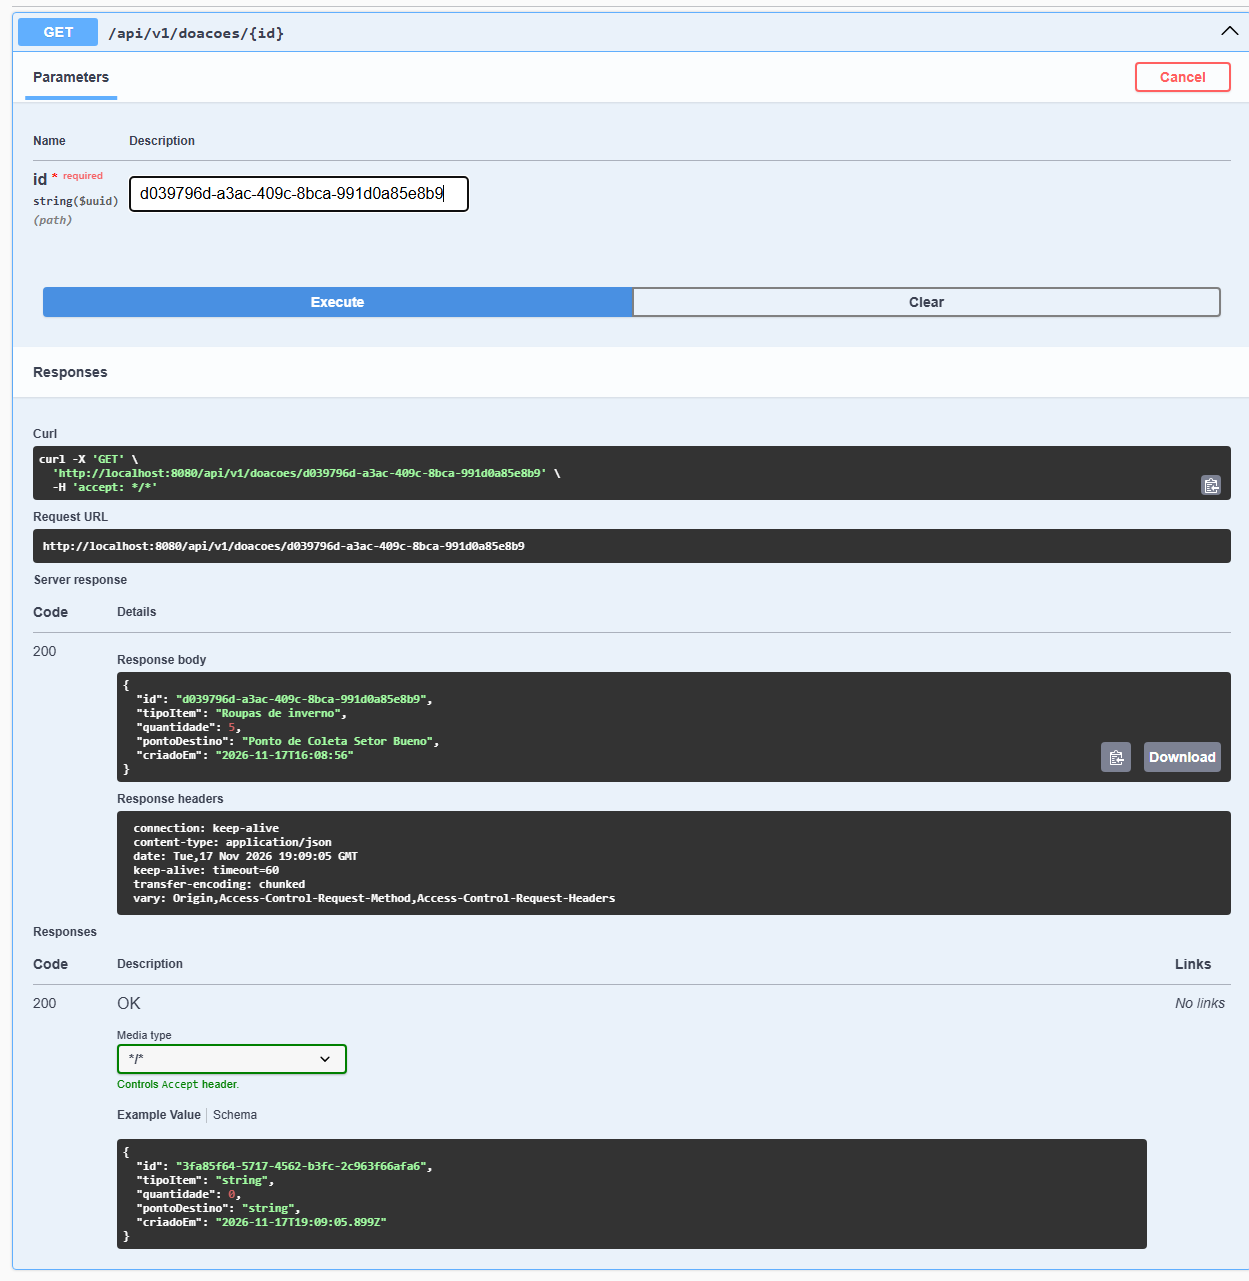 GET /api/v1/doacoes/{id}
Parameters
Cancel
Name Description
id * required
string($uuid)
(path)
d039796d-a3ac-409c-8bca-991d0a85e8b9
Execute Clear
Responses
Curl
curl -X 'GET' \
  'http://localhost:8080/api/v1/doacoes/d039796d-a3ac-409c-8bca-991d0a85e8b9' \
  -H 'accept: */*'
Request URL
http://localhost:8080/api/v1/doacoes/d039796d-a3ac-409c-8bca-991d0a85e8b9
Server response
Code Details
200
Response body
{
  "id": "d039796d-a3ac-409c-8bca-991d0a85e8b9",
  "tipoItem": "Roupas de inverno",
  "quantidade": 5,
  "pontoDestino": "Ponto de Coleta Setor Bueno",
  "criadoEm": "2026-11-17T16:08:56"
}
Download
Response headers
connection: keep-alive
content-type: application/json
date: Tue,17 Nov 2026 19:09:05 GMT
keep-alive: timeout=60
transfer-encoding: chunked
vary: Origin,Access-Control-Request-Method,Access-Control-Request-Headers
Responses
Code Description Links
200 OK No links
Media type
*/*
Controls Accept header.
Example Value Schema
{
  "id": "3fa85f64-5717-4562-b3fc-2c963f66afa6",
  "tipoItem": "string",
  "quantidade": 0,
  "pontoDestino": "string",
  "criadoEm": "2026-11-17T19:09:05.899Z"
}